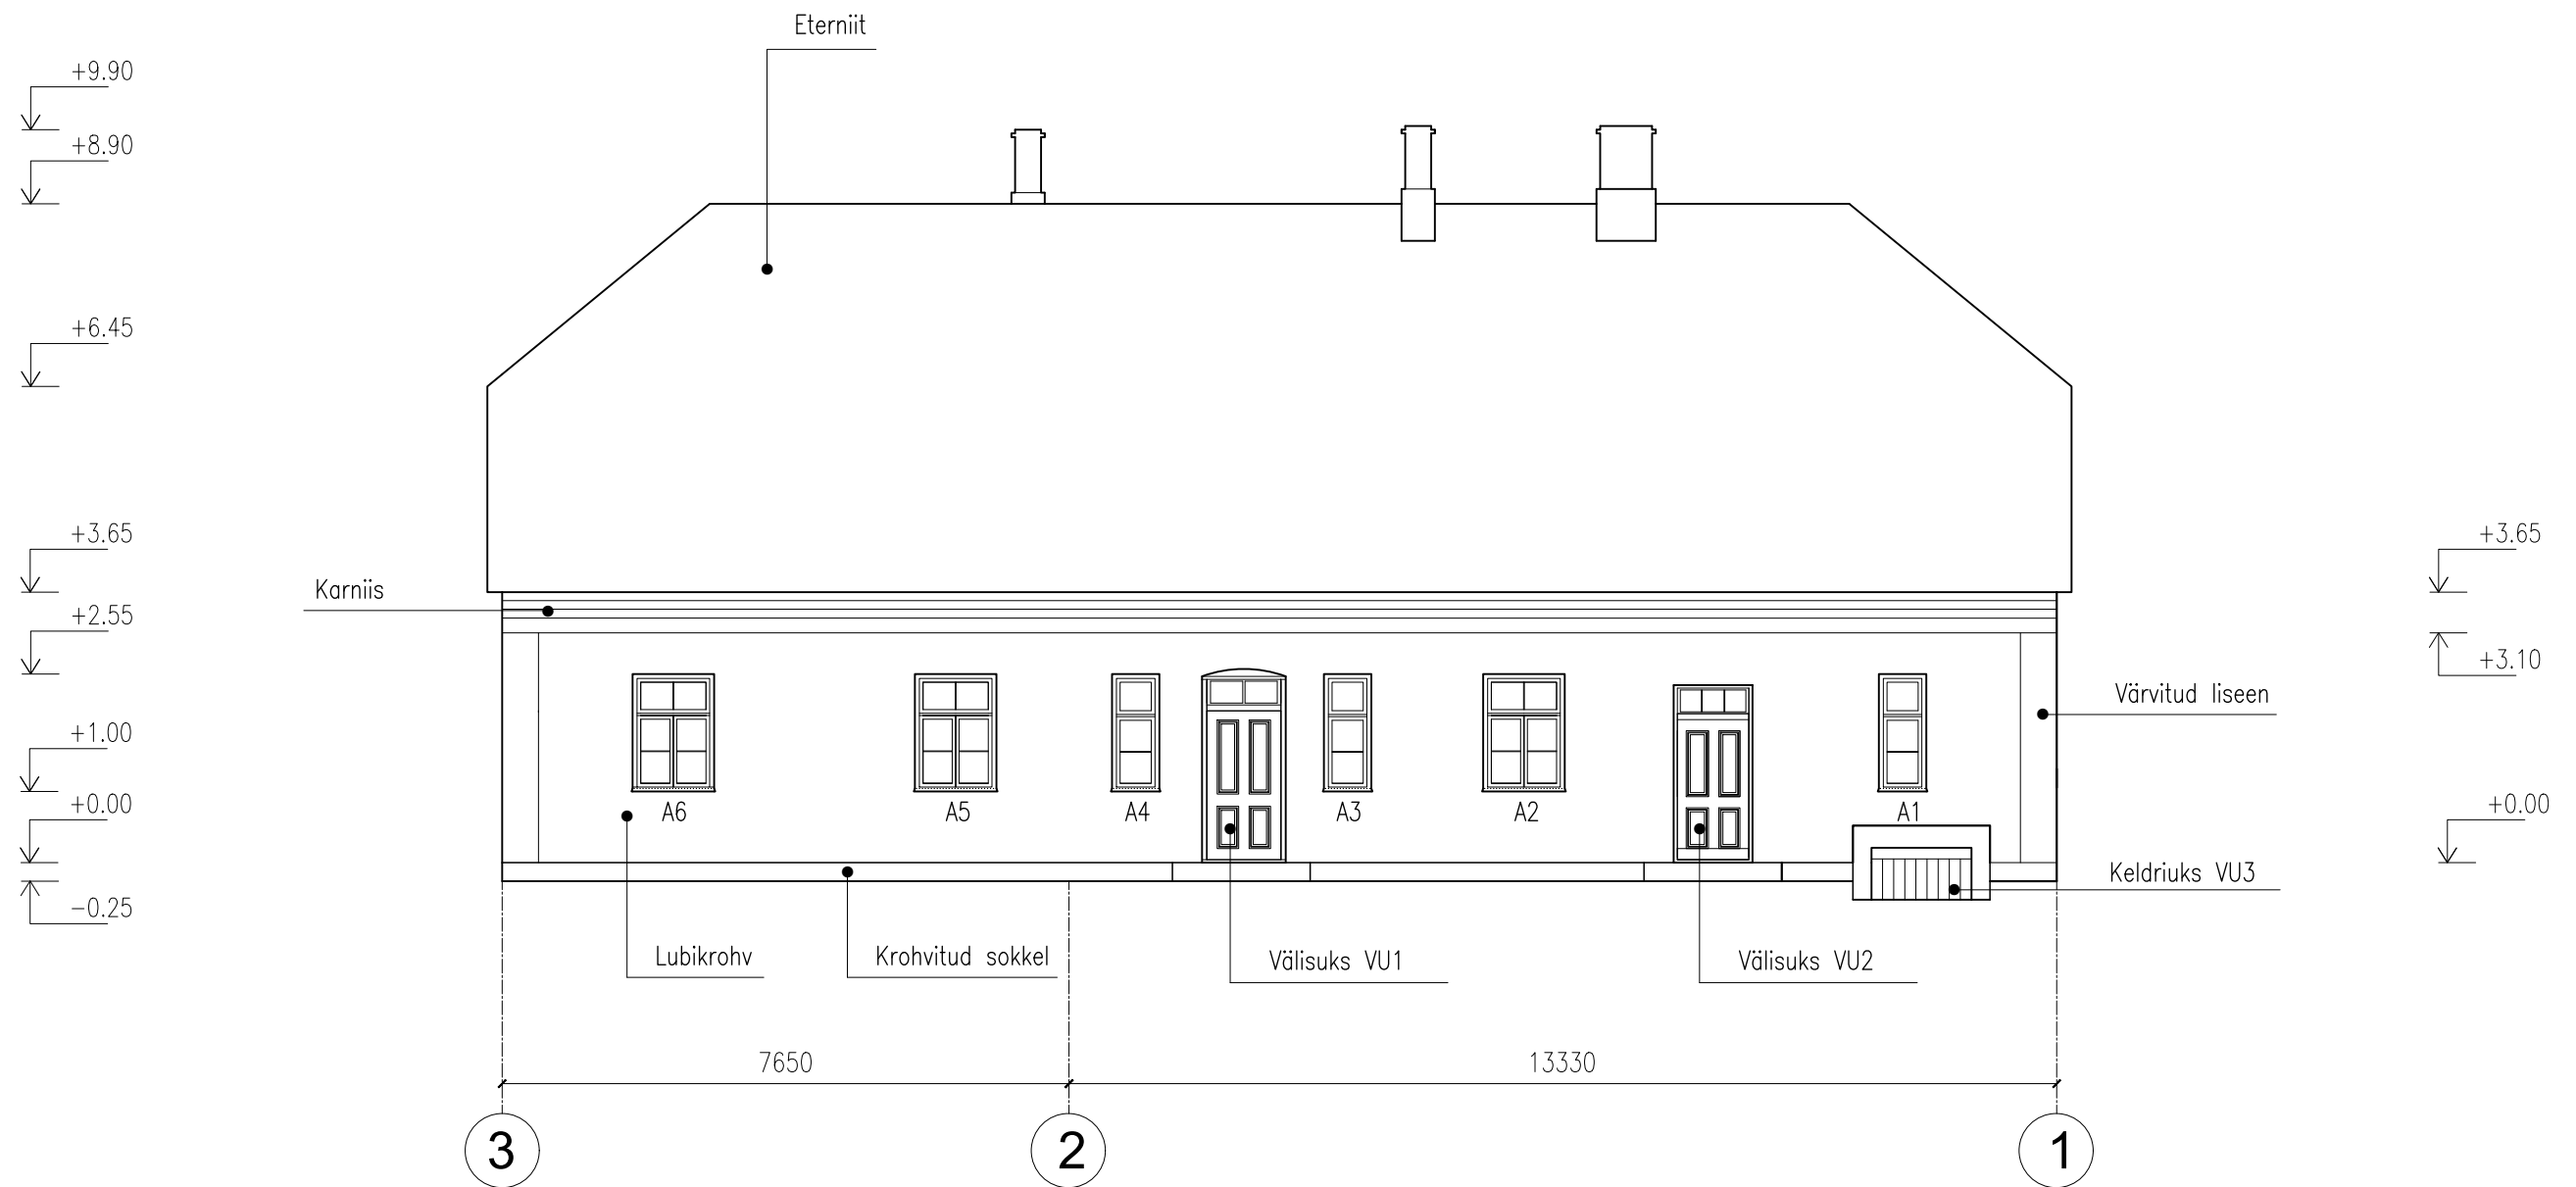 Eterniit
+9.90
+8.90
+6.45
+3.65
+3.65
Karniis
+2.55
+3.10
Värvitud liseen
+1.00
+0.00
A6
A5
A4
A3
A2
A1
+0.00
Keldriuks VU3
-0.25
Lubikrohv
Krohvitud sokkel
Välisuks VU1
Välisuks VU2
7650
13330
3
2
1